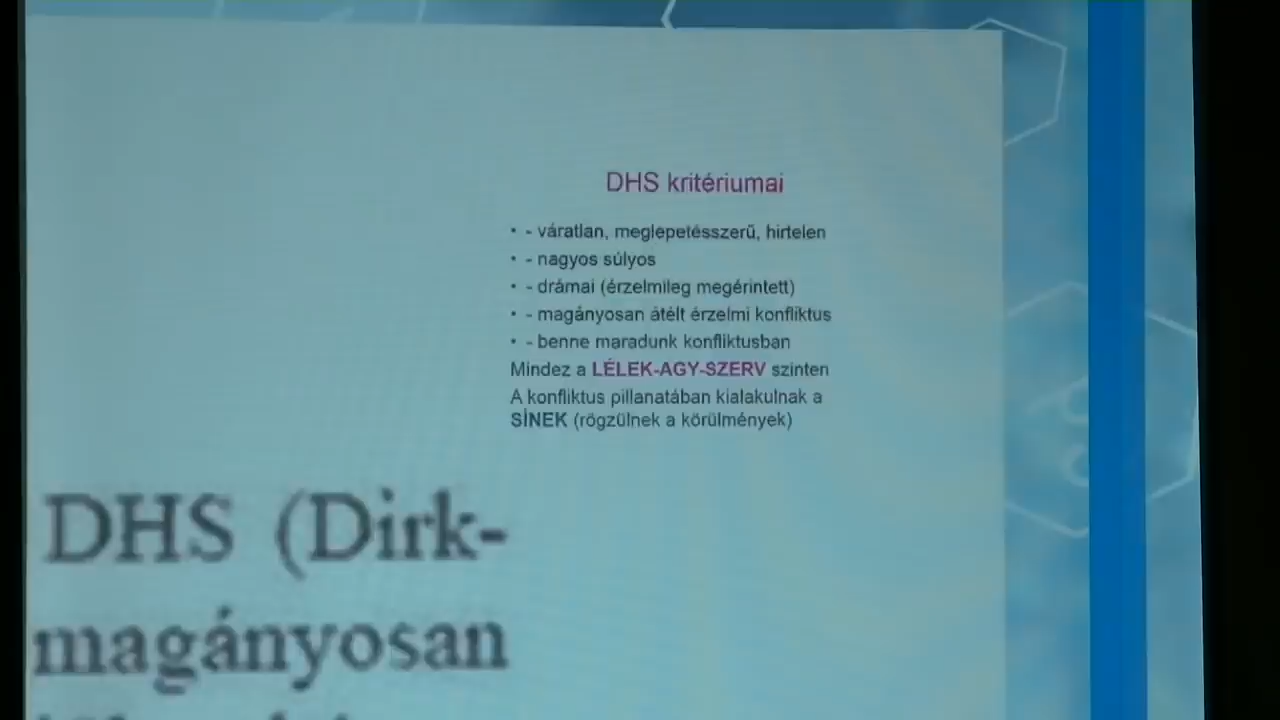 DHS kritériumai
• - váratlan, meglepetésszerű, hirtelen
• - nagyos súlyos
• - drámai (érzelmileg megérintett)
• - magányosan átélt érzelmi konfliktus
• - benne maradunk konfliktusban
Mindez a LÉLEK-AGY-SZERV szinten
A konfliktus pillanatában kialakulnak a
SÍNEK (rögzülnek a körülmények)
DHS (Dirk-
magányosan